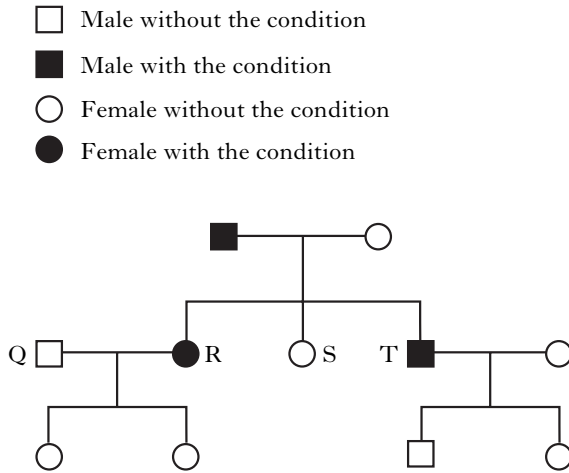 Male without the condition
Male with the condition
Female without the condition
Female with the condition
Q R S T